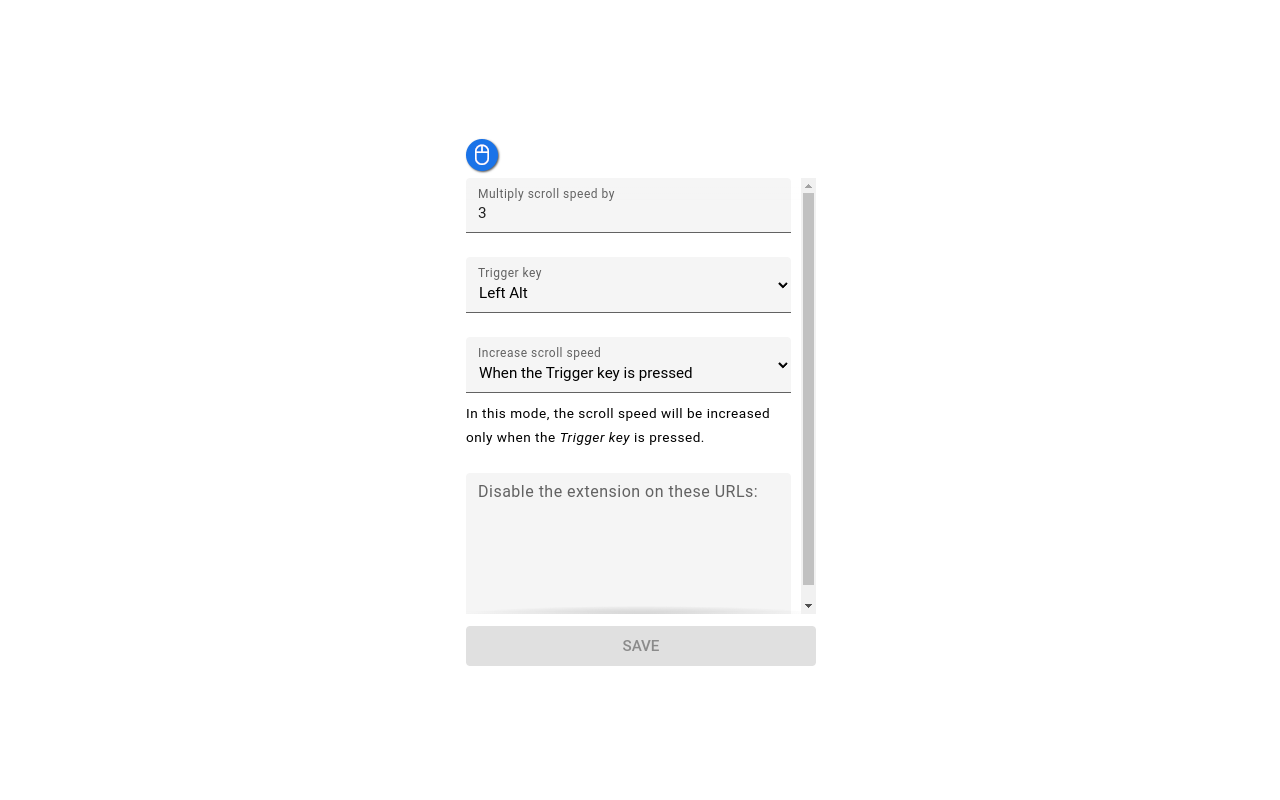 Multiply scroll speed by
3
Trigger key
Left Alt
Increase scroll speed
When the Trigger key is pressed
In this mode, the scroll speed will be increased
only when the Trigger key is pressed.
Disable the extension on these URLs:
SAVE